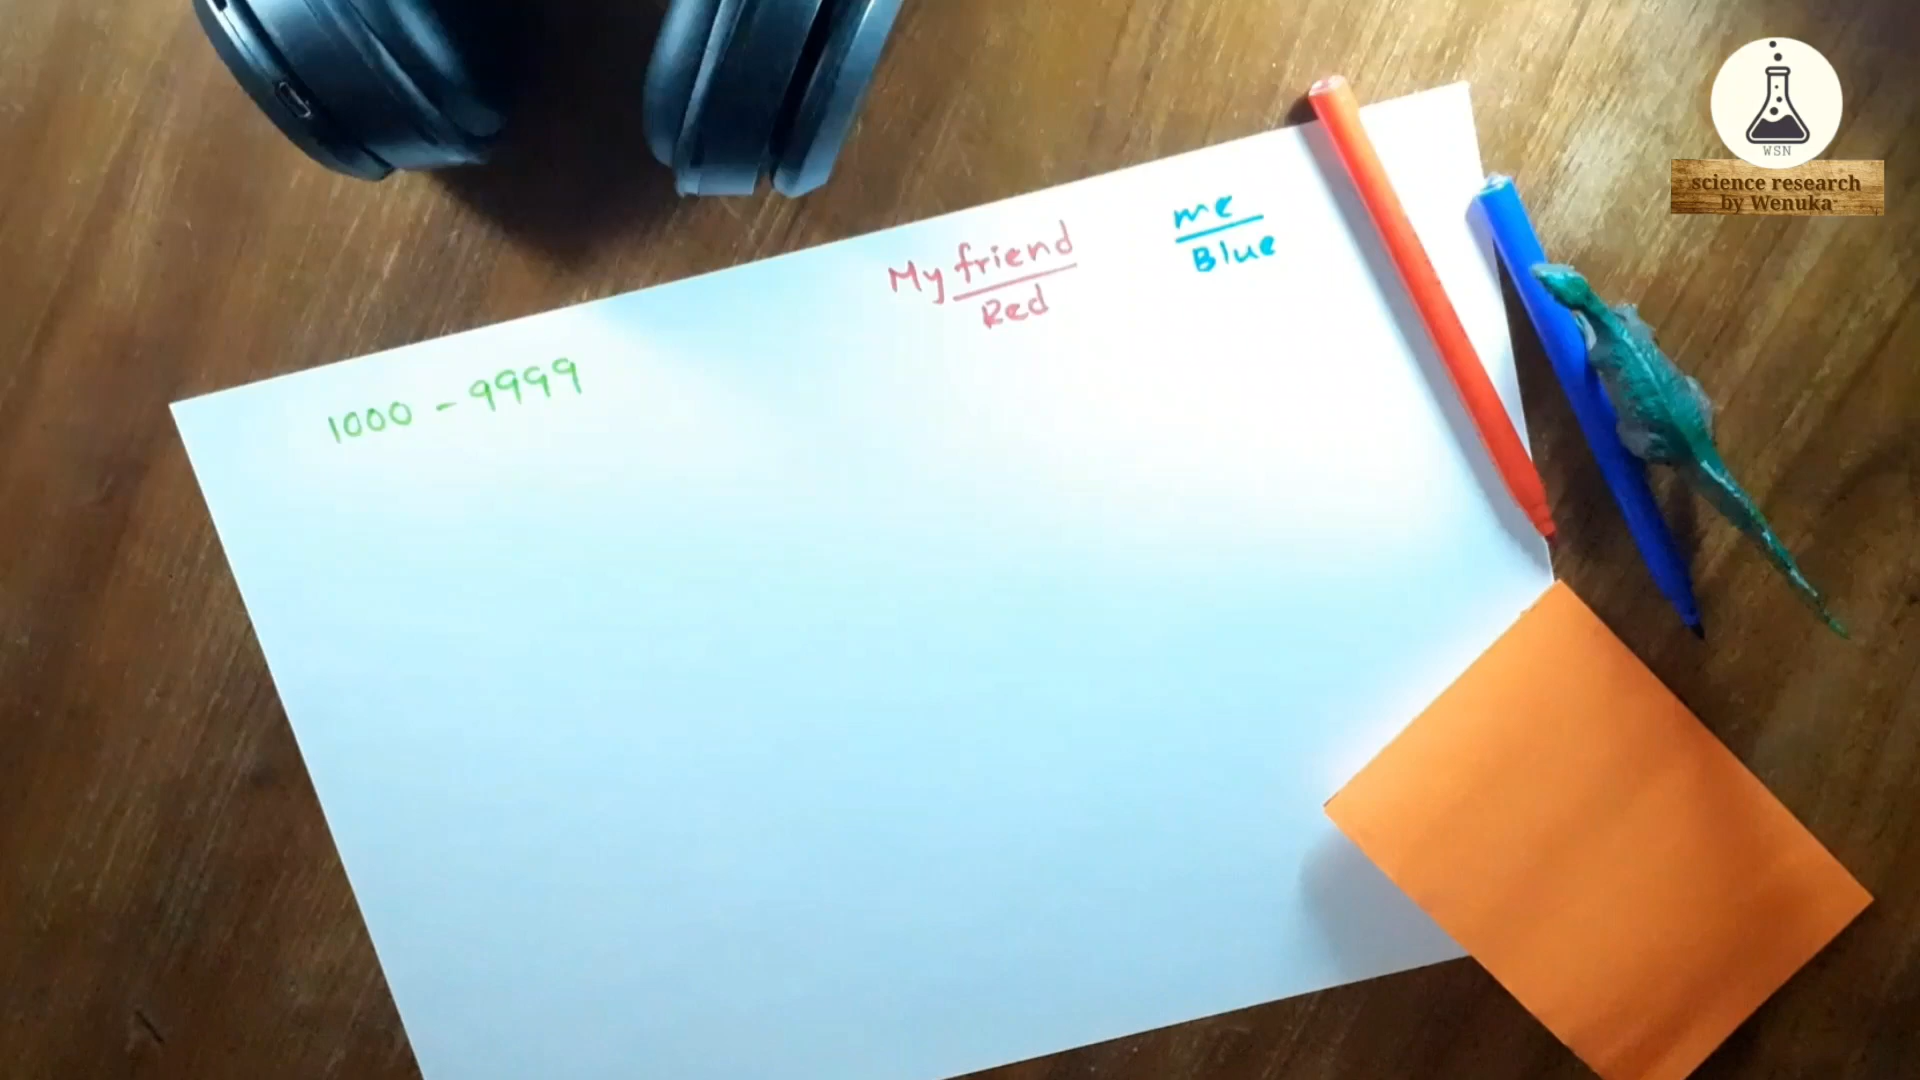 My friend
Red
me
Blue
1000 - 9999
WSN
science research
by Wenuka